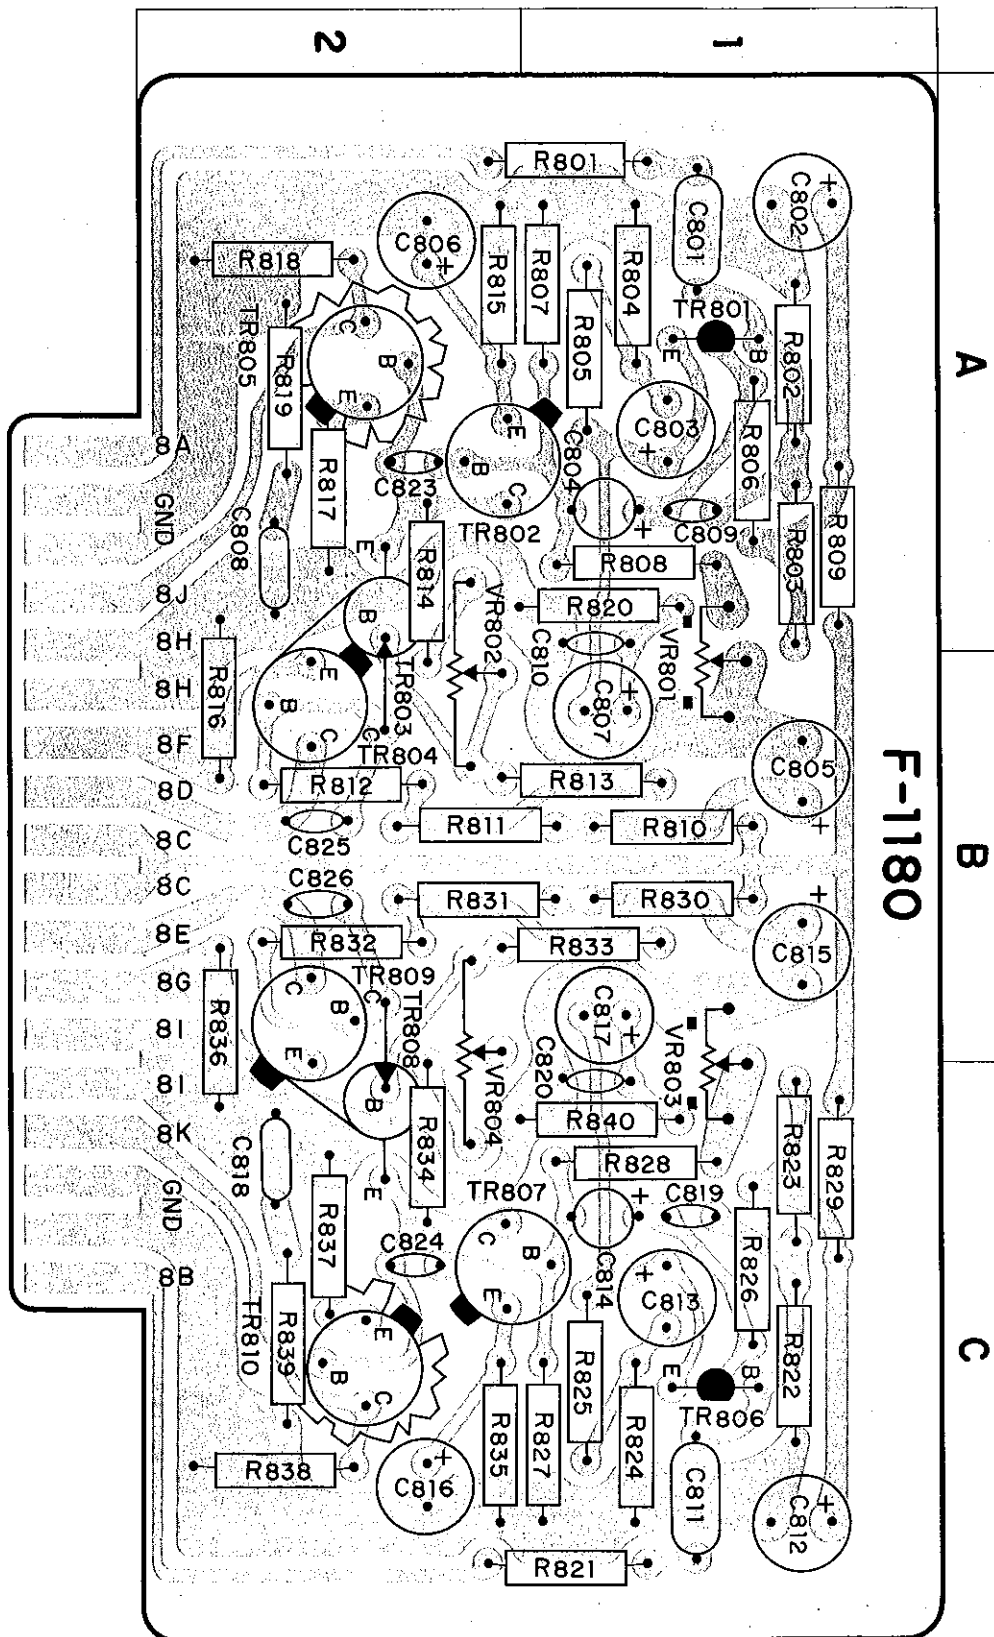 2
1
A
B
C
F-1180
R801
C802
+
C801
C806
+
R818
R815
R807
R804
R805
TR801
E
B
R802
TR805
R819
C
B
E
C803
+
R806
8A
R817
C823
E
B
C
TR802
C804
+
C809
R803
R809
GND
C808
E
R814
R808
8J
VR802
R820
8H
B
C810
VR801
R816
E
TR803
C807
+
8H
B
C
C
TR804
8F
C805
+
8D
R812
R813
8C
C825
R811
R810
8C
C826
R831
R830
+
8E
R832
R833
C815
8G
TR809
C
C
B
TR808
C817
+
R836
8I
E
VR804
C820
VR803
8I
B
R834
R840
R823
R829
8K
C818
E
R828
R837
TR807
+
C819
GND
C
B
E
C814
8B
C824
+
C813
R826
TR810
R839
E
B
C
R825
E
B
TR806
R822
R838
+
C816
R835
R827
R824
C811
+
C812
R821